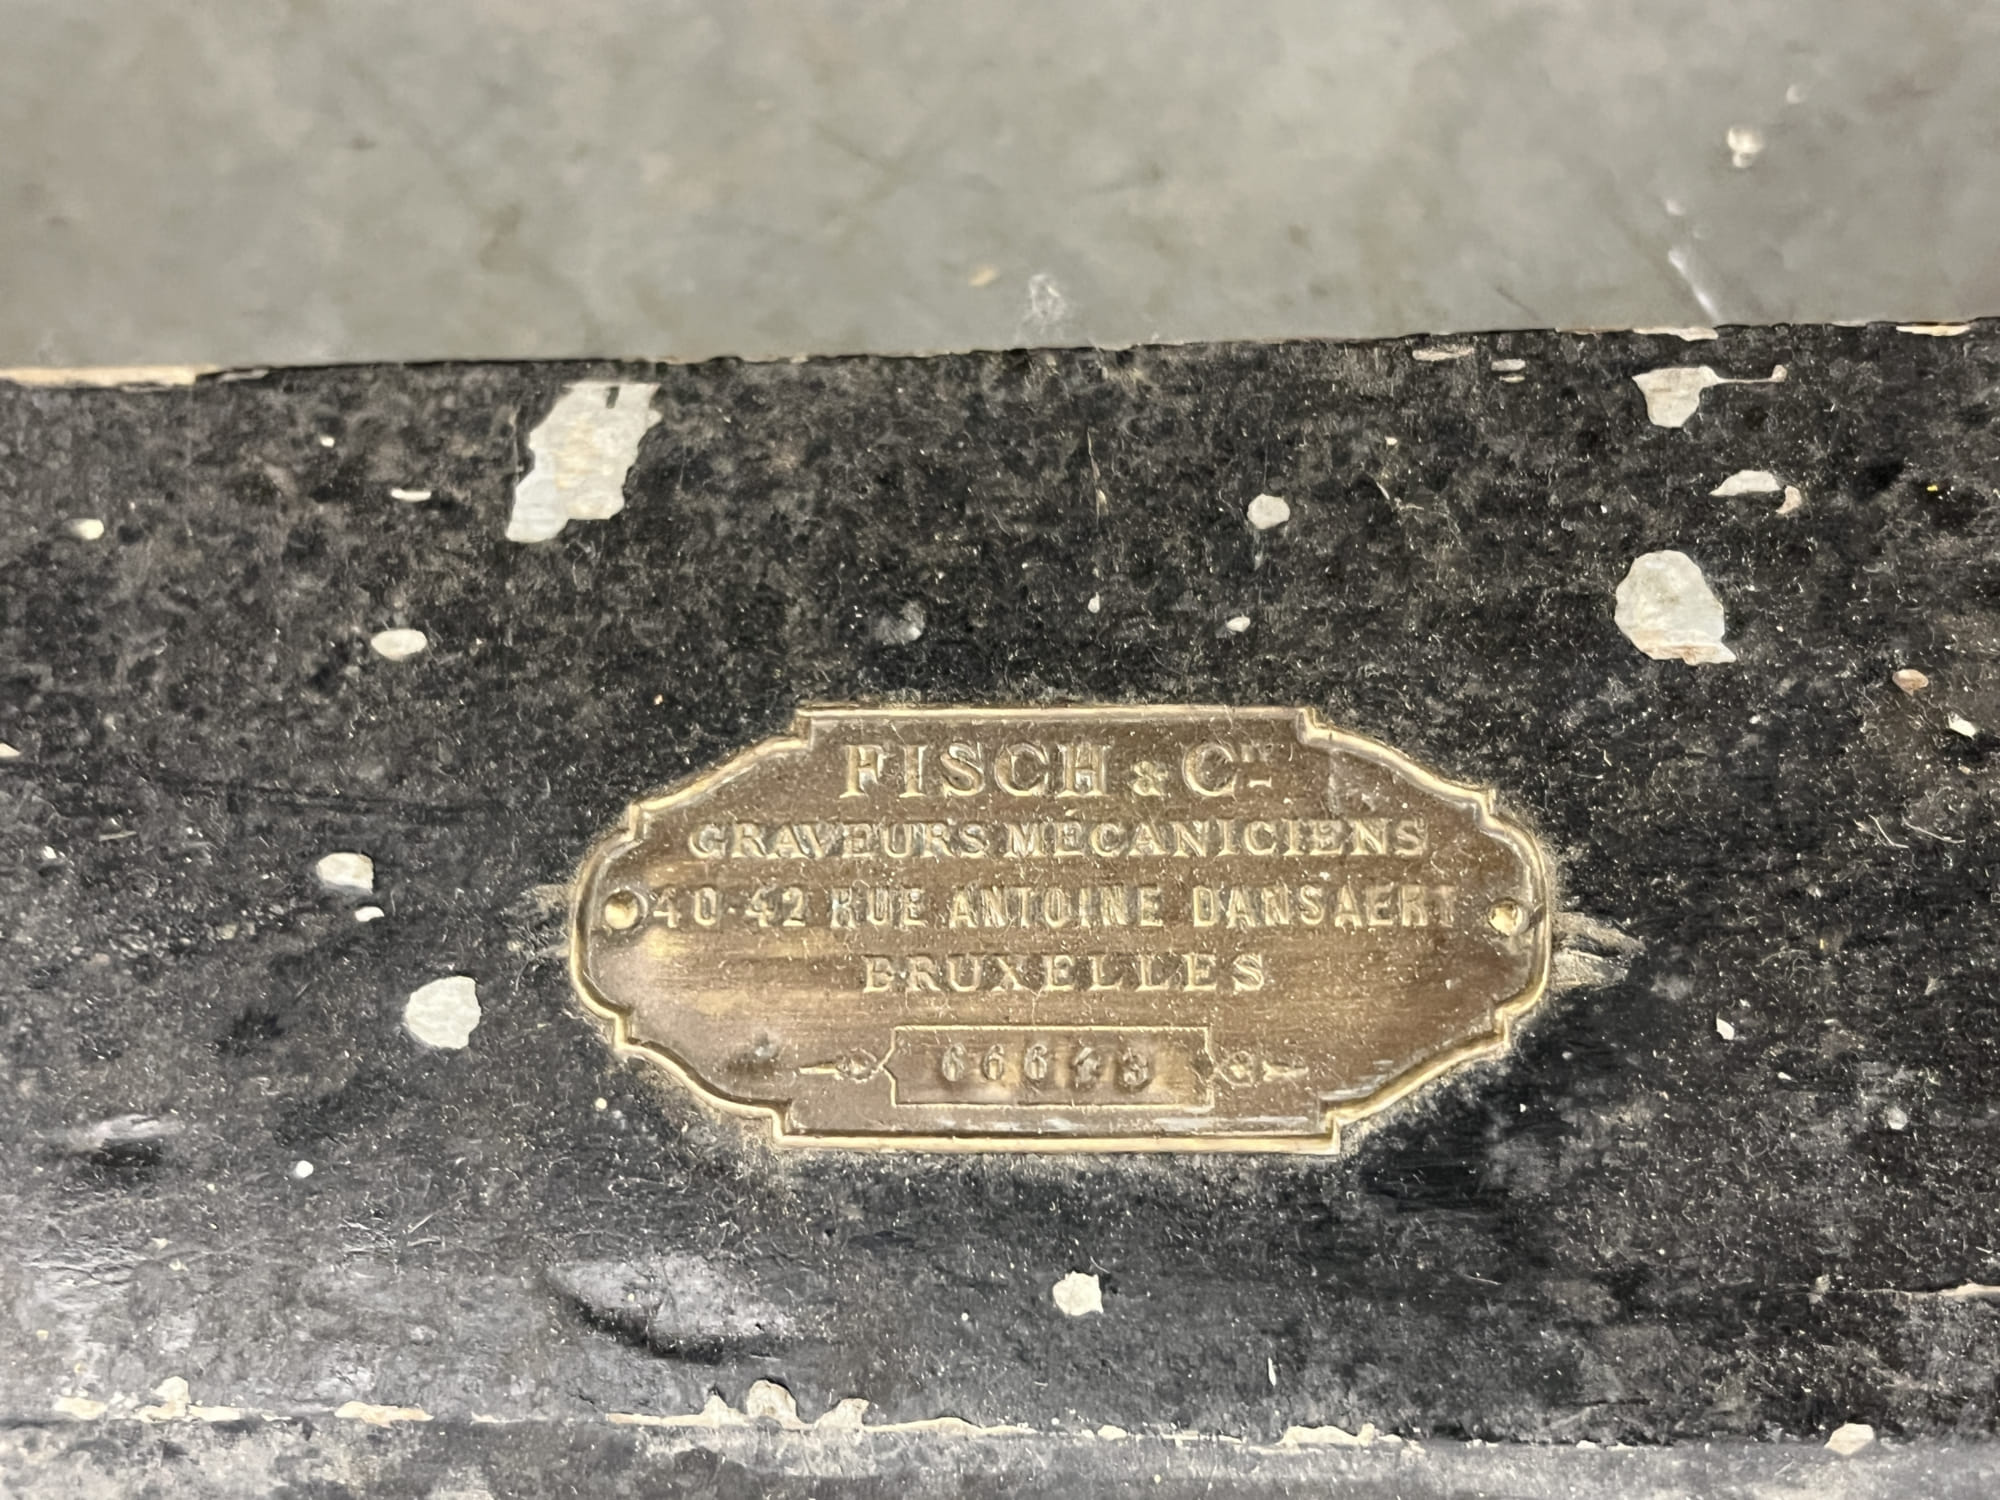 FISCH & Cie
GRAVEURS MÉCANICIENS
40-42 RUE ANTOINE DANSAERT
BRUXELLES